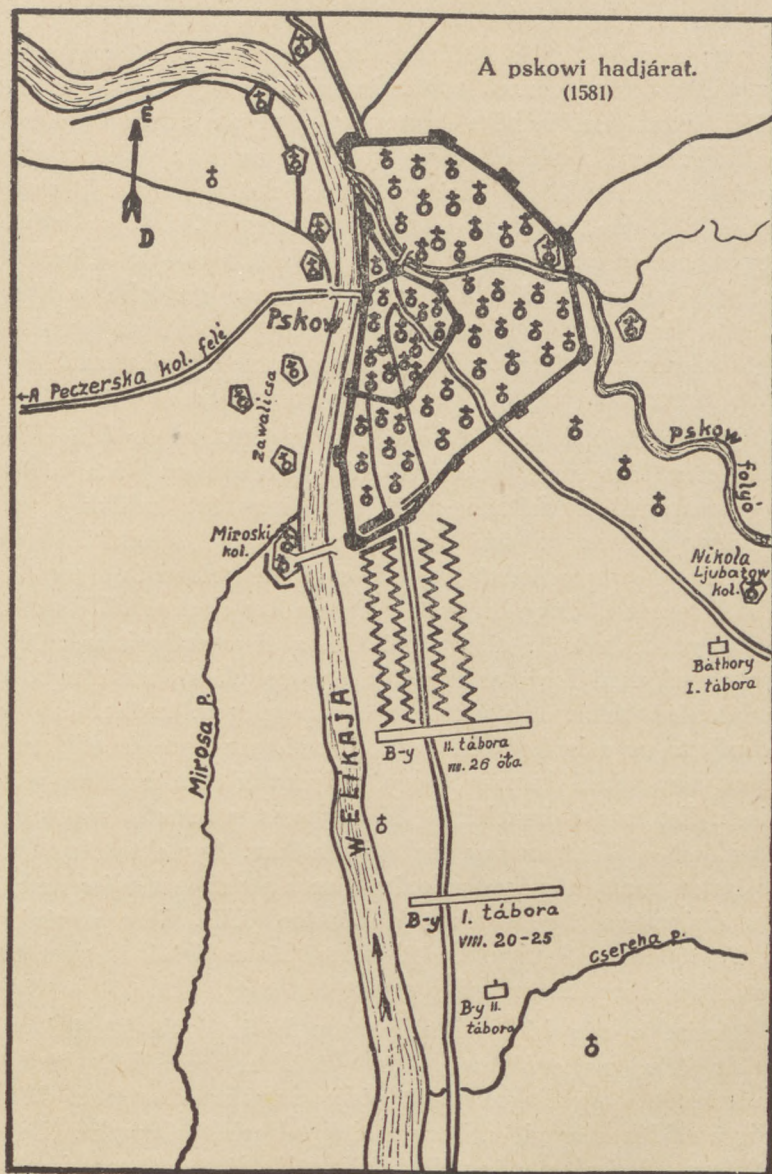 A pskowi hadjárat.
(1581)
É
D
Pskow
←A Peczerska kol. felé
Zawalicsa
Pskow folyó
Miroski
kol.
Nikola
Ljubatow
kol.
Báthory
I. tábora
Mirosa p.
WELIKAJA
B-y II. tábora
VIII. 26 óta
B-y I. tábora
VIII. 20-25
Csereha p.
B-y II.
tábora